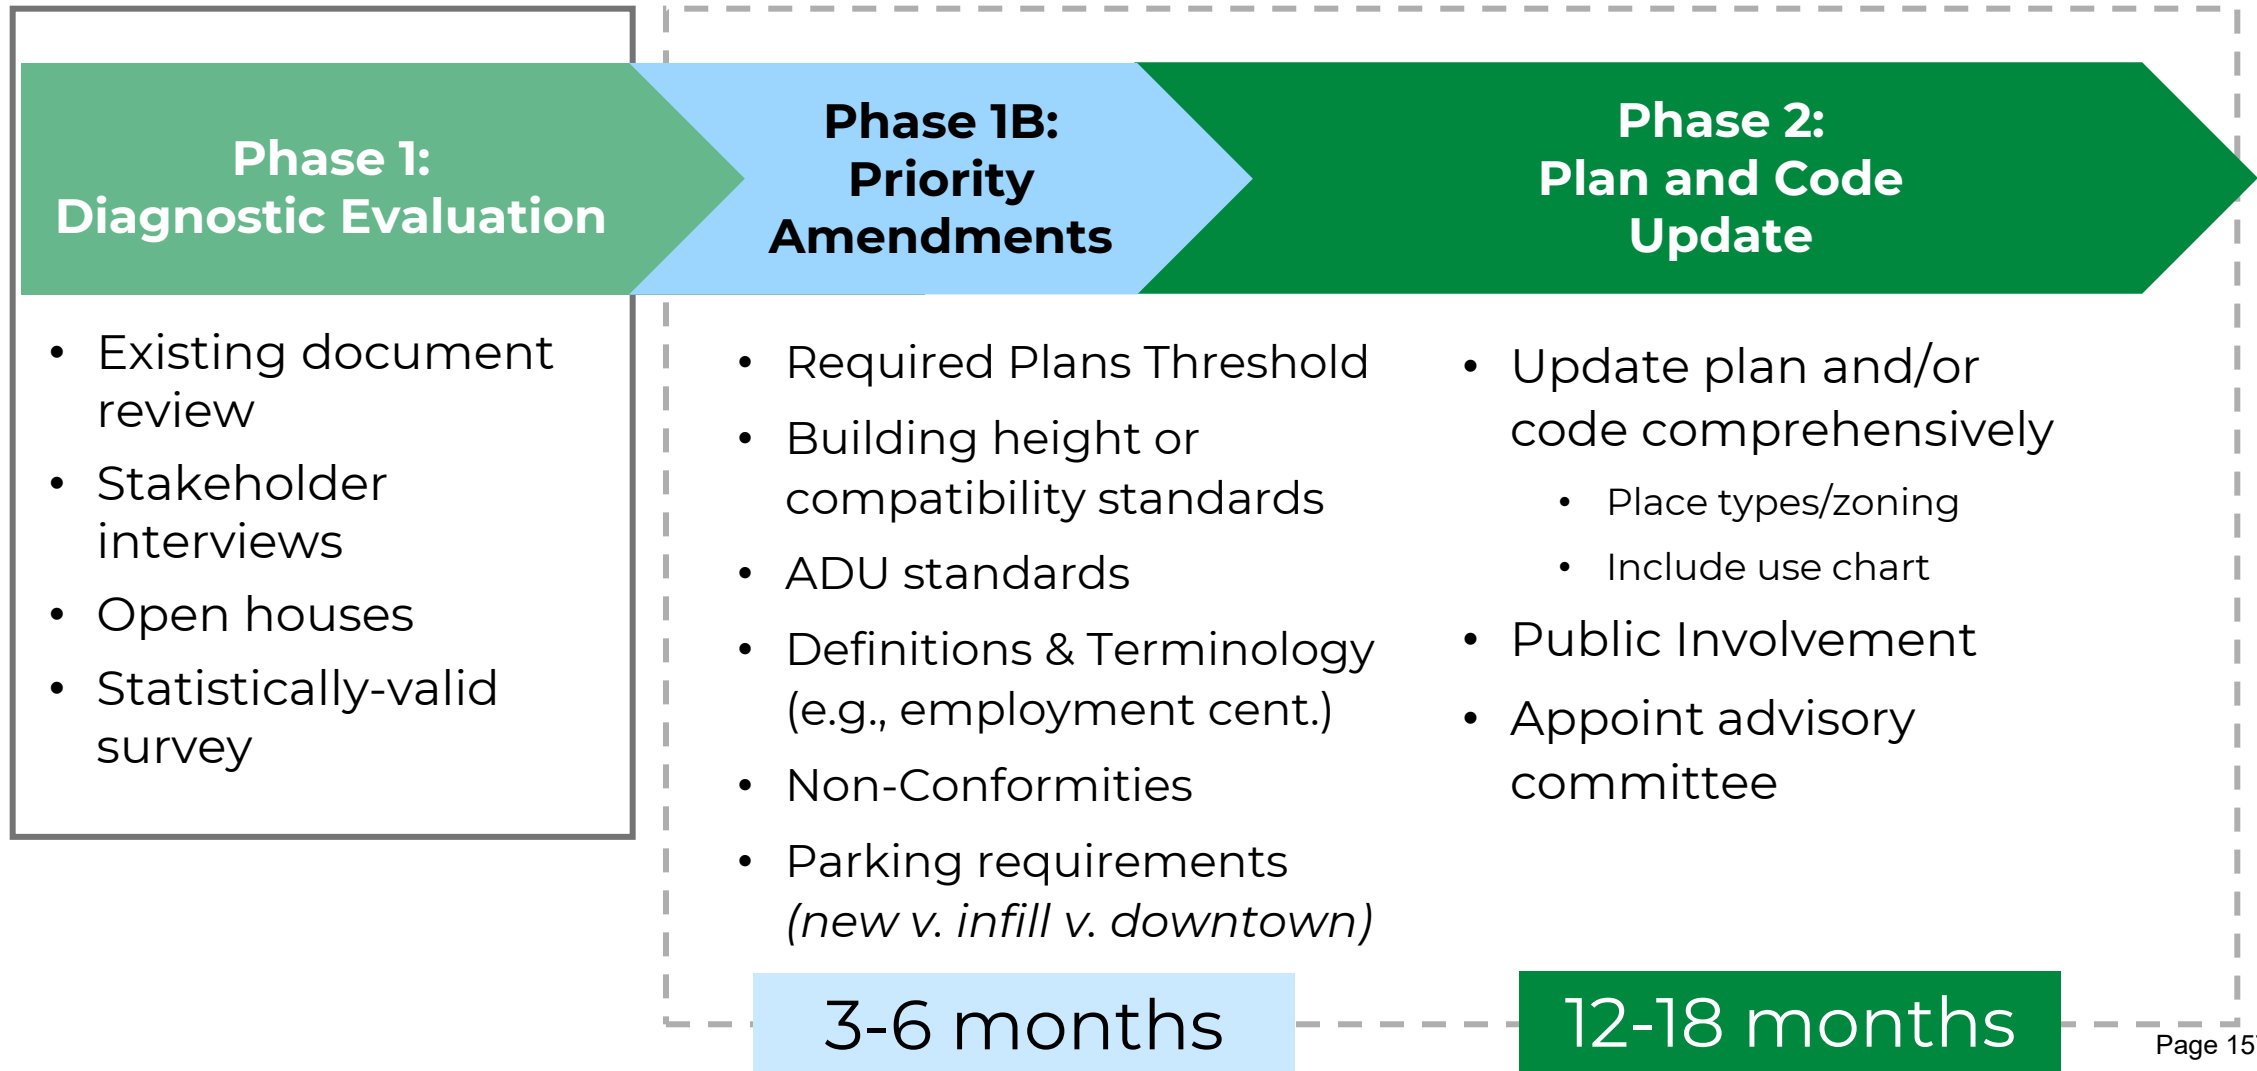 Phase 1:
Diagnostic Evaluation
• Existing document
review
• Stakeholder
interviews
• Open houses
• Statistically-valid
survey
Phase 1B:
Priority
Amendments
• Required Plans Threshold
• Building height or
compatibility standards
• ADU standards
• Definitions & Terminology
(e.g., employment cent.)
• Non-Conformities
• Parking requirements
(new v. infill v. downtown)
3-6 months
Phase 2:
Plan and Code
Update
• Update plan and/or
code comprehensively
• Place types/zoning
• Include use chart
• Public Involvement
• Appoint advisory
committee
12-18 months
Page 15